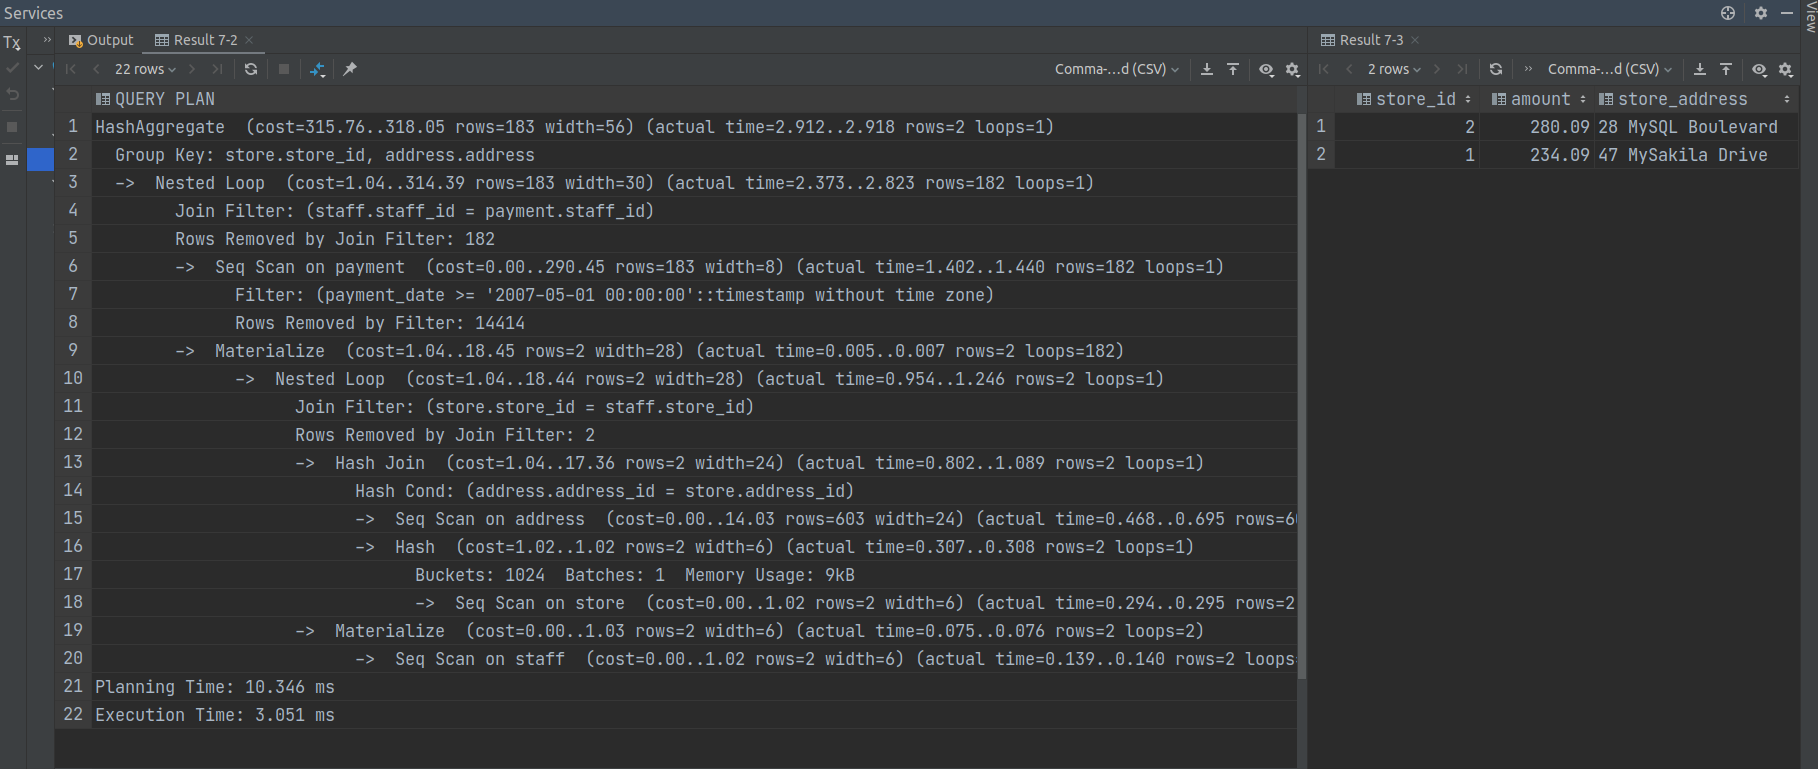 Services
View
Tx
Output
Result 7-2
Result 7-3
22 rows
Comma-...d (CSV)
2 rows
Comma-...d (CSV)
QUERY PLAN
1 HashAggregate (cost=315.76..318.05 rows=183 width=56) (actual time=2.912..2.918 rows=2 loops=1)
2 Group Key: store.store_id, address.address
3 -> Nested Loop (cost=1.04..314.39 rows=183 width=30) (actual time=2.373..2.823 rows=182 loops=1)
4 Join Filter: (staff.staff_id = payment.staff_id)
5 Rows Removed by Join Filter: 182
6 -> Seq Scan on payment (cost=0.00..290.45 rows=183 width=8) (actual time=1.402..1.440 rows=182 loops=1)
7 Filter: (payment_date >= '2007-05-01 00:00:00'::timestamp without time zone)
8 Rows Removed by Filter: 14414
9 -> Materialize (cost=1.04..18.45 rows=2 width=28) (actual time=0.005..0.007 rows=2 loops=182)
10 -> Nested Loop (cost=1.04..18.44 rows=2 width=28) (actual time=0.954..1.246 rows=2 loops=1)
11 Join Filter: (store.store_id = staff.store_id)
12 Rows Removed by Join Filter: 2
13 -> Hash Join (cost=1.04..17.36 rows=2 width=24) (actual time=0.802..1.089 rows=2 loops=1)
14 Hash Cond: (address.address_id = store.address_id)
15 -> Seq Scan on address (cost=0.00..14.03 rows=603 width=24) (actual time=0.468..0.695 rows=6
16 -> Hash (cost=1.02..1.02 rows=2 width=6) (actual time=0.307..0.308 rows=2 loops=1)
17 Buckets: 1024 Batches: 1 Memory Usage: 9kB
18 -> Seq Scan on store (cost=0.00..1.02 rows=2 width=6) (actual time=0.294..0.295 rows=2
19 -> Materialize (cost=0.00..1.03 rows=2 width=6) (actual time=0.075..0.076 rows=2 loops=2)
20 -> Seq Scan on staff (cost=0.00..1.02 rows=2 width=6) (actual time=0.139..0.140 rows=2 loops=
21 Planning Time: 10.346 ms
22 Execution Time: 3.051 ms
store_id amount store_address
1 2 280.09 28 MySQL Boulevard
2 1 234.09 47 MySakila Drive